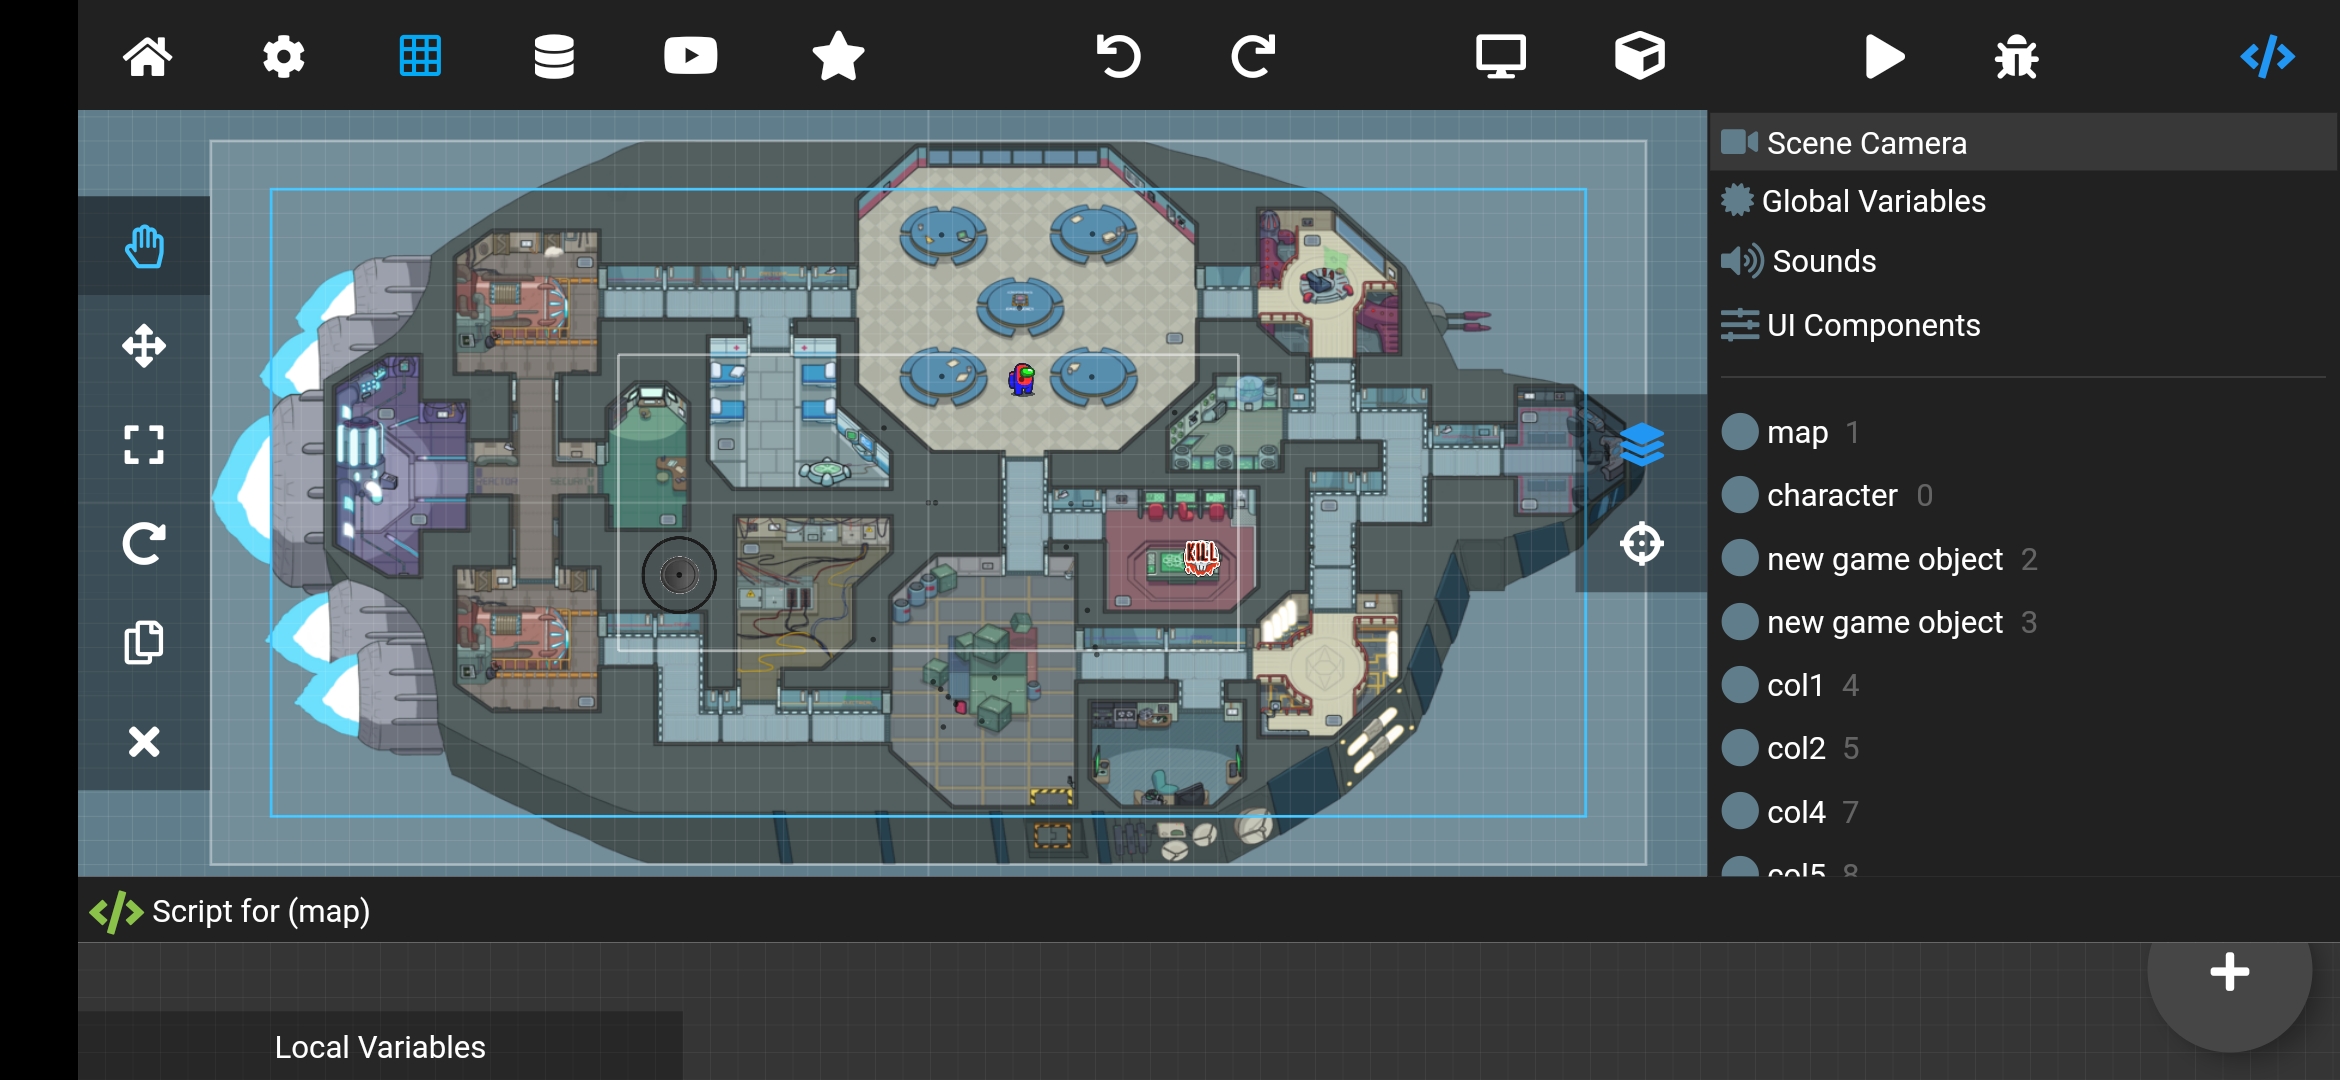 Scene Camera
Global Variables
Sounds
UI Components
map 1
character 0
new game object 2
new game object 3
col1 4
col2 5
col4 7
col5 8
KILL
SECURITY
Script for (map)
Local Variables